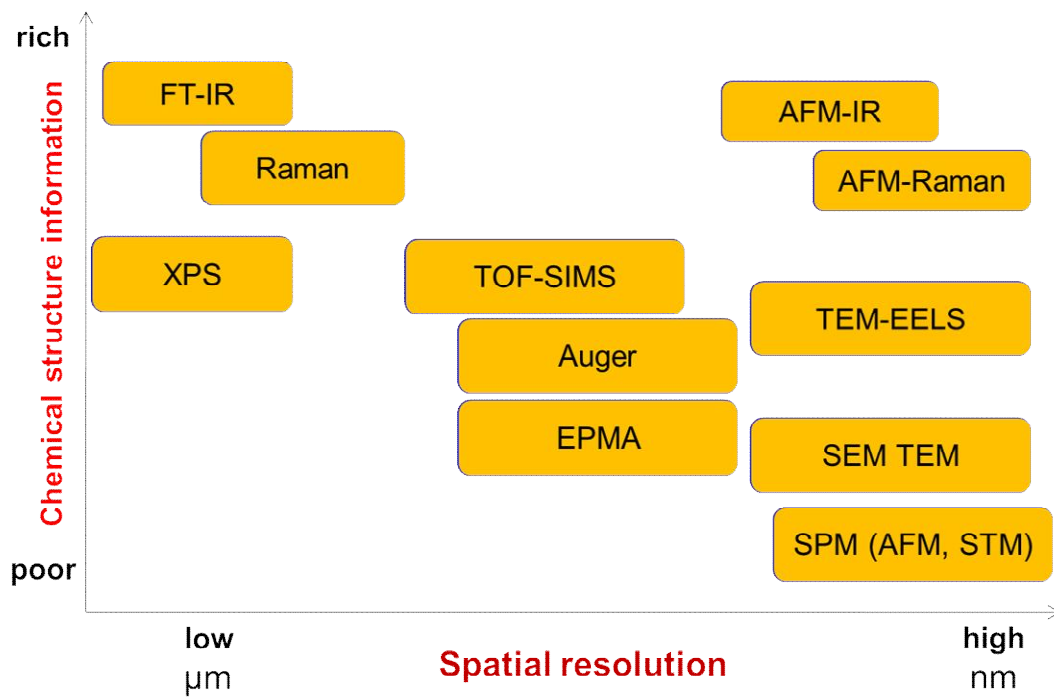 rich
FT-IR
AFM-IR
Raman
AFM-Raman
Chemical structure information
XPS
TOF-SIMS
TEM-EELS
Auger
EPMA
SEM TEM
SPM (AFM, STM)
poor
low
high
µm
Spatial resolution
nm